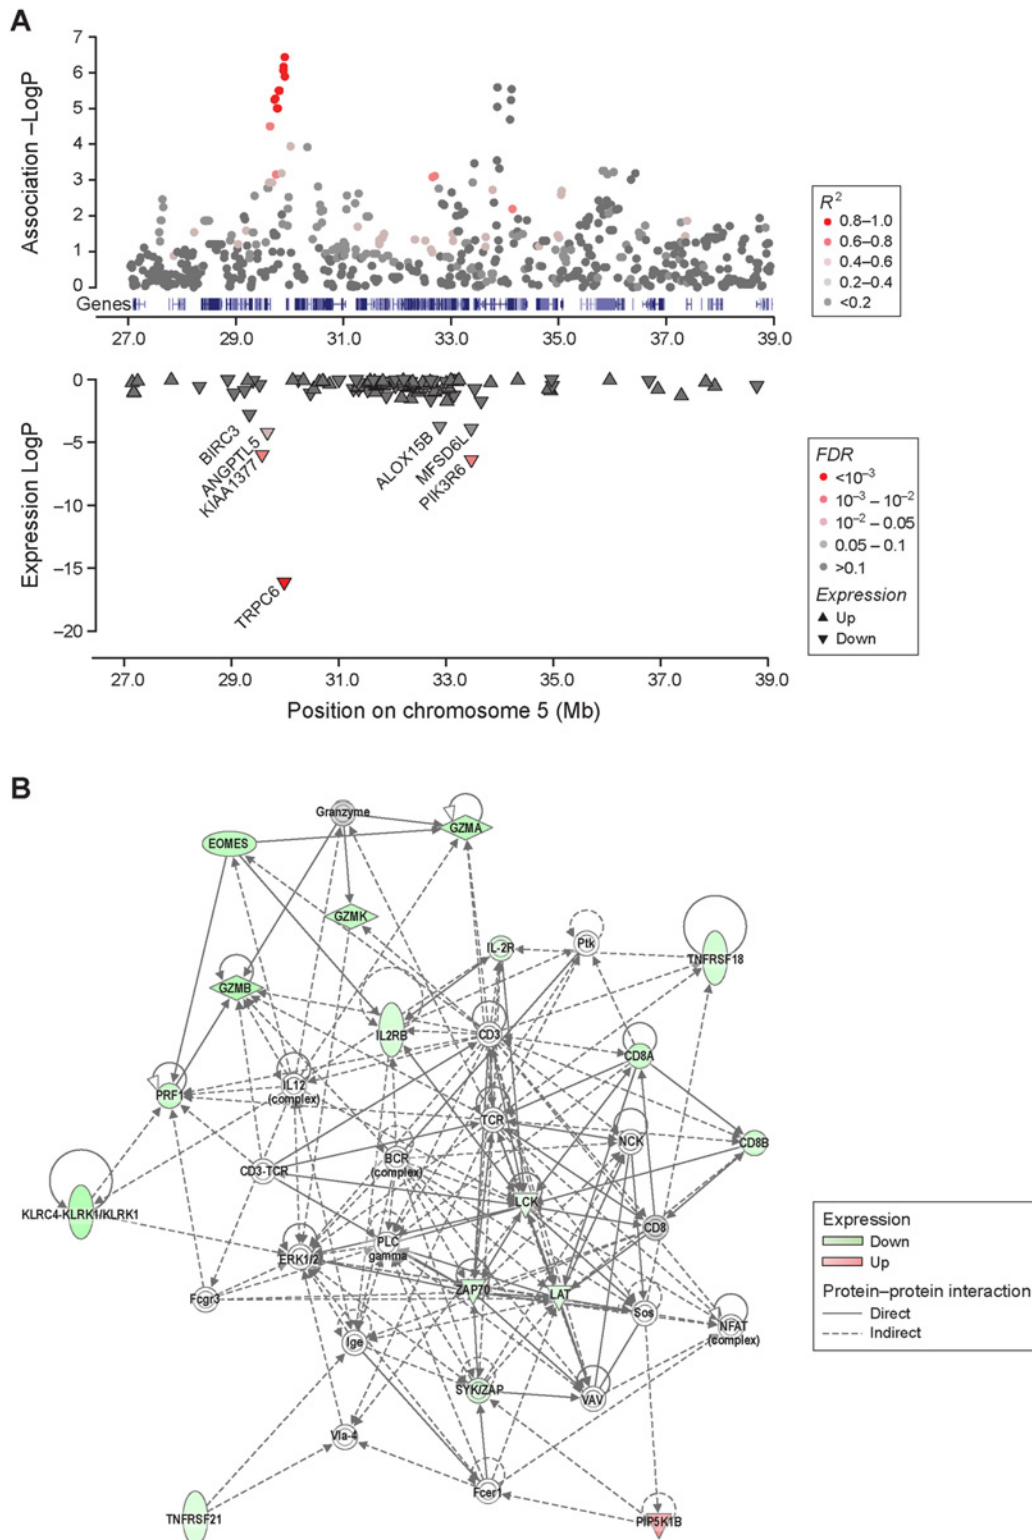 A
Association –LogP
7
6
5
4
3
2
1
0
Genes
27.0 29.0 31.0 33.0 35.0 37.0 39.0
R²
0.8–1.0
0.6–0.8
0.4–0.6
0.2–0.4
<0.2
Expression LogP
0
−5
−10
−15
−20
BIRC3
ANGPTL5
KIAA1377
TRPC6
ALOX15B
MFSD6L
PIK3R6
27.0 29.0 31.0 33.0 35.0 37.0 39.0
Position on chromosome 5 (Mb)
FDR
<10⁻³
10⁻³ – 10⁻²
10⁻² – 0.05
0.05 – 0.1
>0.1
Expression
Up
Down
B
Granzyme
GZMA
EOMES
GZMK
IL-2R
Ptk
TNFRSF18
GZMB
IL2RB
CD3
CD8A
PRF1
IL12
(complex)
TCR
NCK
CD8B
BCR
(complex)
CD3-TCR
KLRC4-KLRK1/KLRK1
LCK
CD8
PLC
gamma
ERK1/2
ZAP70
LAT
Fcgr3
Sos
NFAT
(complex)
Ige
SYK/ZAP
VAV
Vla-4
Fcer1
TNFRSF21
PIP5K1B
Expression
Down
Up
Protein–protein interaction
Direct
Indirect